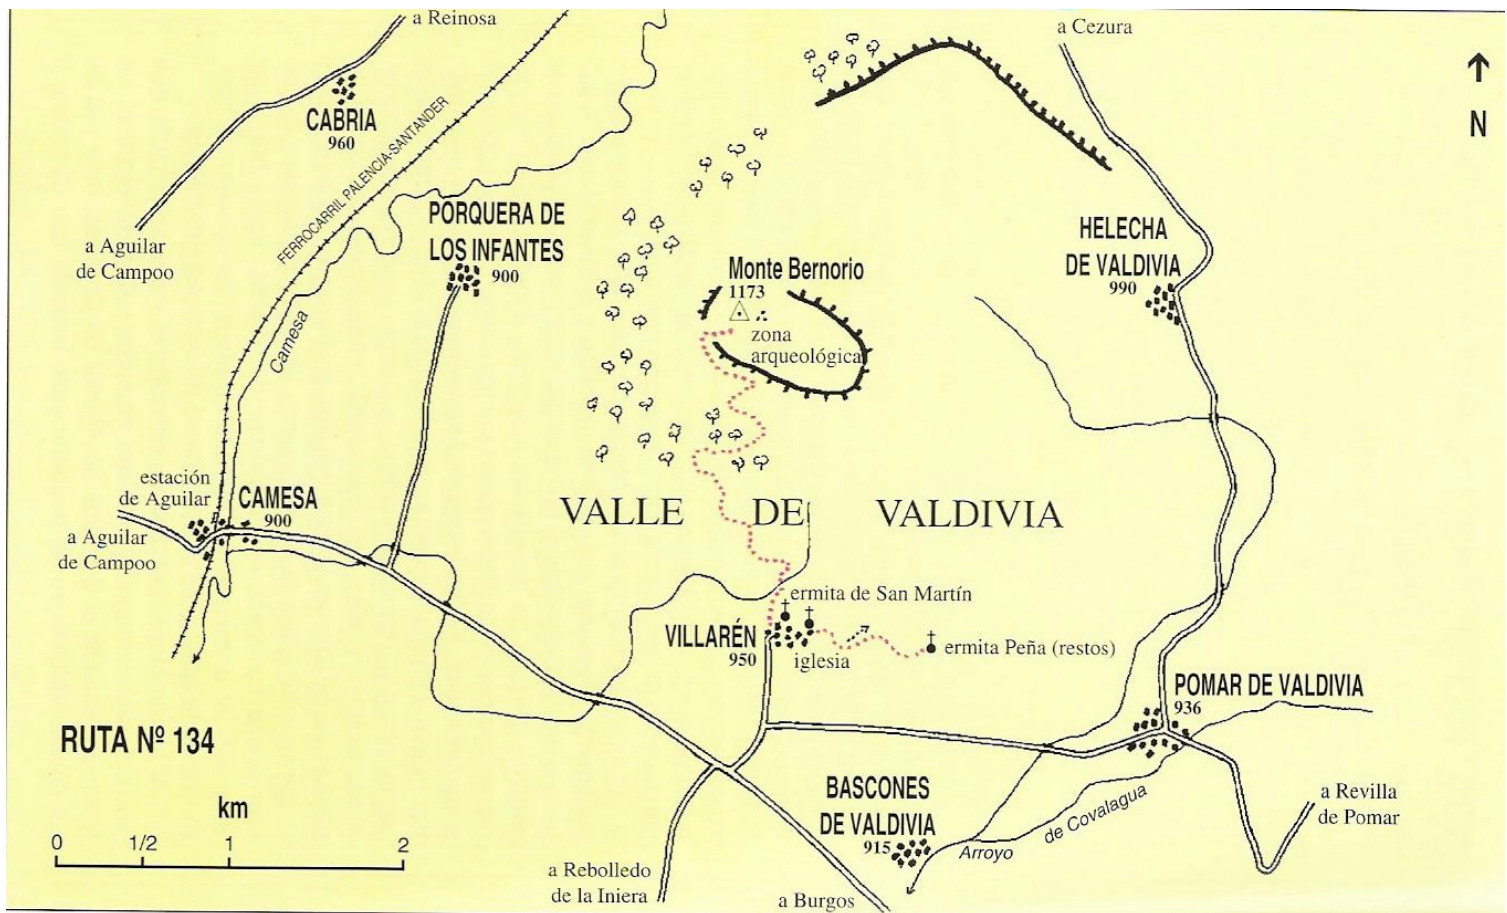 a Reinosa
a Cezura
N
CABRIA
960
FERROCARRIL PALENCIA-SANTANDER
a Aguilar
de Campoo
PORQUERA DE
LOS INFANTES
900
HELECHA
DE VALDIVIA
990
Monte Bernorio
1173
zona
arqueológica
Camesa
estación
de Aguilar
CAMESA
900
a Aguilar
de Campoo
VALLE DE VALDIVIA
ermita de San Martín
VILLARÉN
950
iglesia
ermita Peña (restos)
POMAR DE VALDIVIA
936
RUTA Nº 134
km
0 1/2 1 2
BASCONES
DE VALDIVIA
915
Arroyo de Covalagua
a Revilla
de Pomar
a Rebolledo
de la Iniera
a Burgos